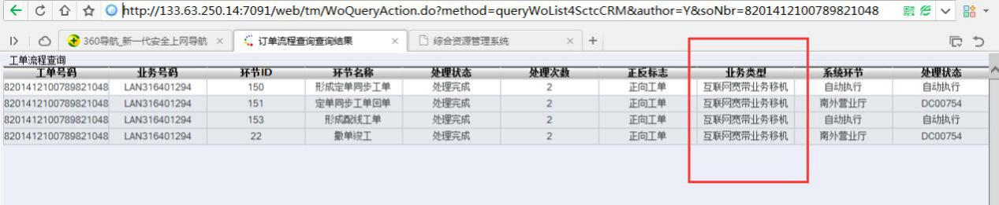 http://133.63.250.14:7091/web/tm/WoQueryAction.do?method=queryWoList4SctcCRM&author=Y&soNbr=8201412100789821048
360导航_新一代安全上网导航 × 订单流程查询查询结果 × 综合资源管理系统 × +
工单流程查询
工单号码 业务号码 环节ID 环节名称 处理状态 处理次数 正反标志 业务类型 系统环节 处理状态
8201412100789821048 LAN316401294 150 形成定单同步工单 处理完成 2 正向工单 互联网宽带业务移机 自动执行 自动执行
8201412100789821048 LAN316401294 151 定单同步工单回单 处理完成 2 正向工单 互联网宽带业务移机 南外营业厅 DC00754
8201412100789821048 LAN316401294 153 形成配线工单 处理完成 2 正向工单 互联网宽带业务移机 自动执行 自动执行
8201412100789821048 LAN316401294 22 撤单竣工 处理完成 2 正向工单 互联网宽带业务移机 南外营业厅 DC00754